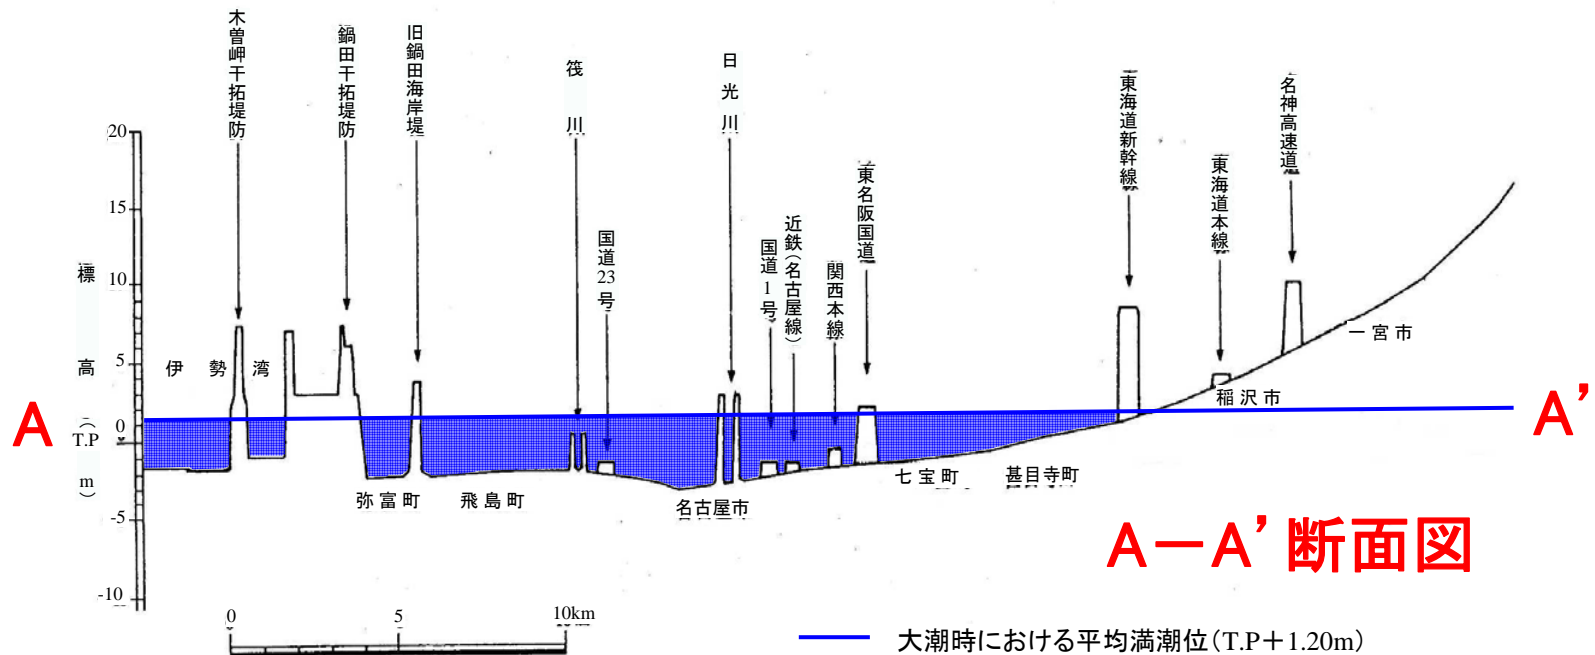 木曽岬干拓堤防
鍋田干拓堤防
旧鍋田海岸堤
筏川
国道23号
日光川
国道1号
近鉄(名古屋線)
関西本線
東名阪国道
東海道新幹線
東海道本線
名神高速道
20
15
10
5
0
-5
-10
標高(T.P m)
伊勢湾
A
A’
一宮市
稲沢市
甚目寺町
七宝町
名古屋市
飛島町
弥富町
A－A’断面図
0 5 10km
大潮時における平均満潮位(T.P＋1.20m)